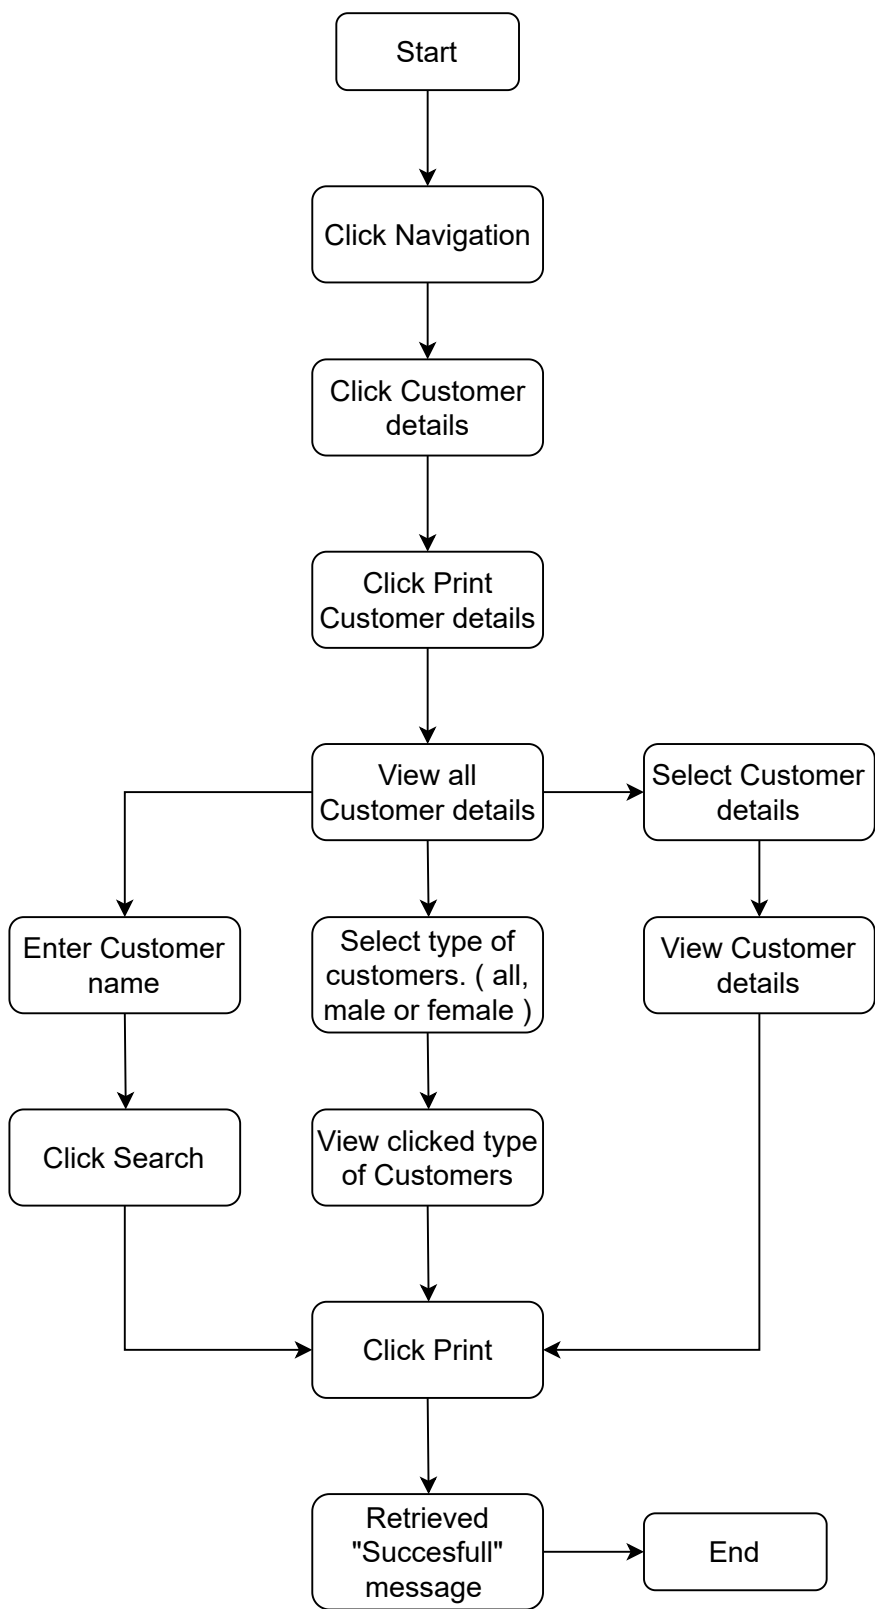 Start
Click Navigation
Click Customer
details
Click Print
Customer details
View all
Customer details
Select Customer
details
Enter Customer
name
Select type of
customers. ( all,
male or female )
View Customer
details
Click Search
View clicked type
of Customers
Click Print
Retrieved
"Succesfull"
message
End